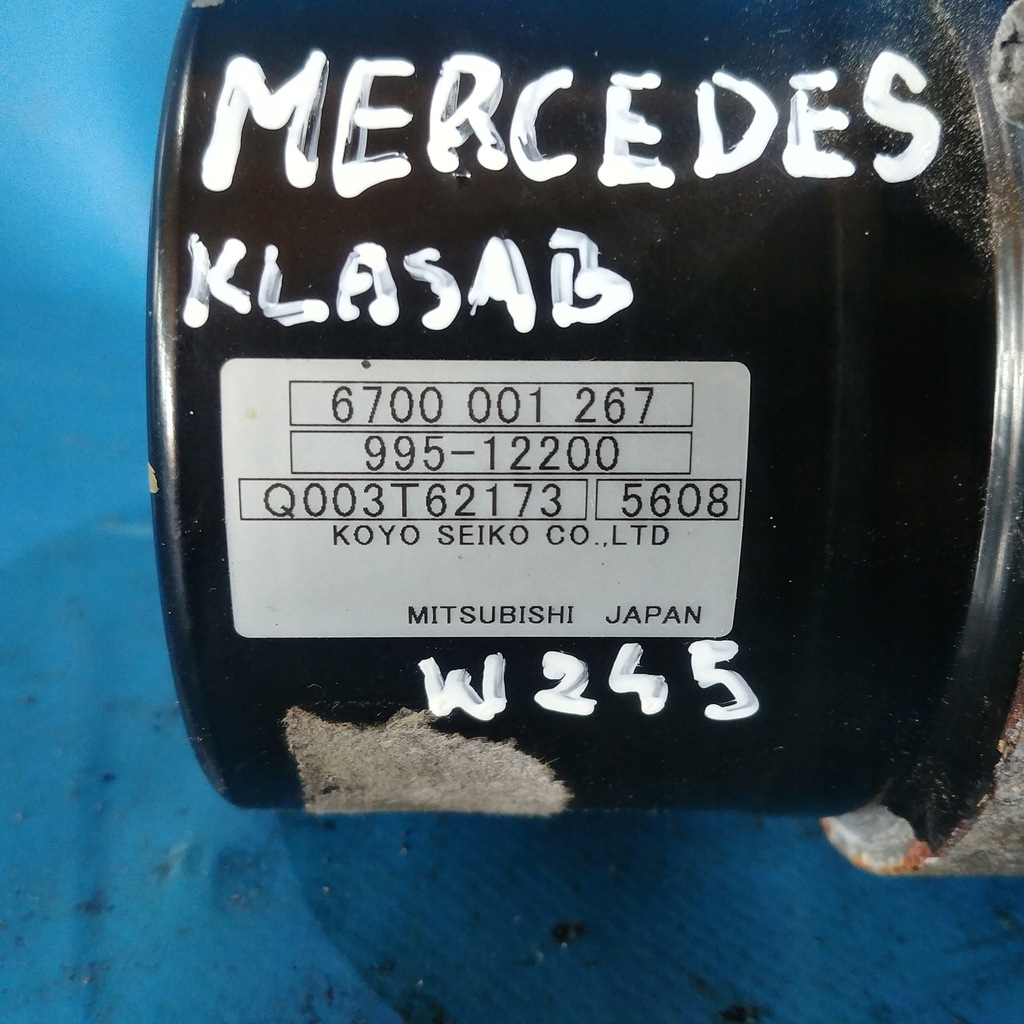 MERCEDES
KLASA B
6700 001 267
995-12200
Q003T62173 5608
KOYO SEIKO CO.,LTD
MITSUBISHI JAPAN
W245